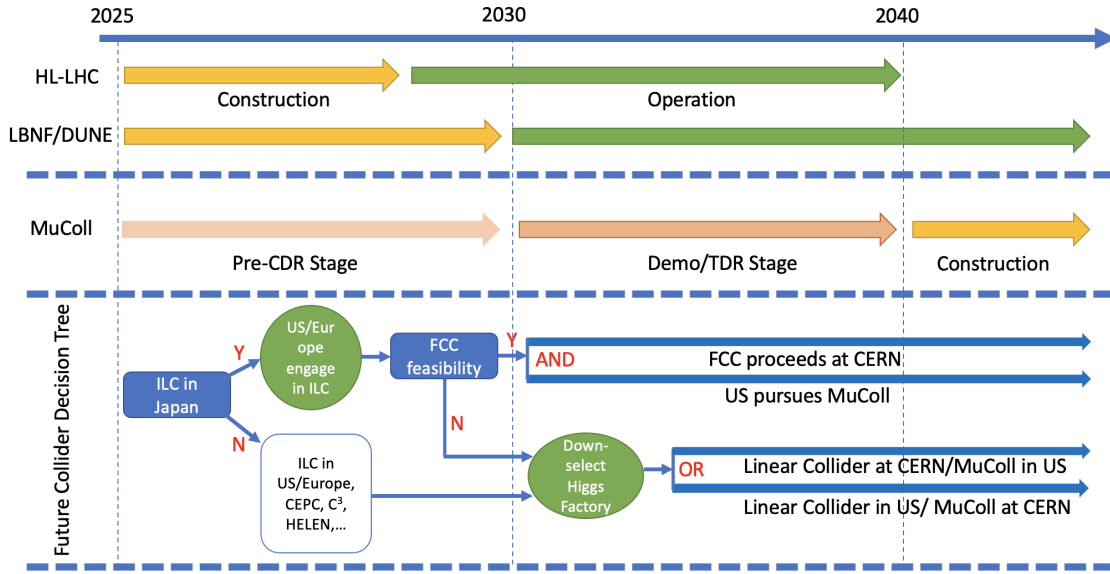 2025
2030
2040
HL-LHC
Construction
Operation
LBNF/DUNE
MuColl
Pre-CDR Stage
Demo/TDR Stage
Construction
Future Collider Decision Tree
ILC in
Japan
Y
N
US/Eur
ope
engage
in ILC
FCC
feasibility
Y
N
AND
FCC proceeds at CERN
US pursues MuColl
ILC in
US/Europe,
CEPC, C³,
HELEN,...
Down-
select
Higgs
Factory
OR
Linear Collider at CERN/MuColl in US
Linear Collider in US/ MuColl at CERN